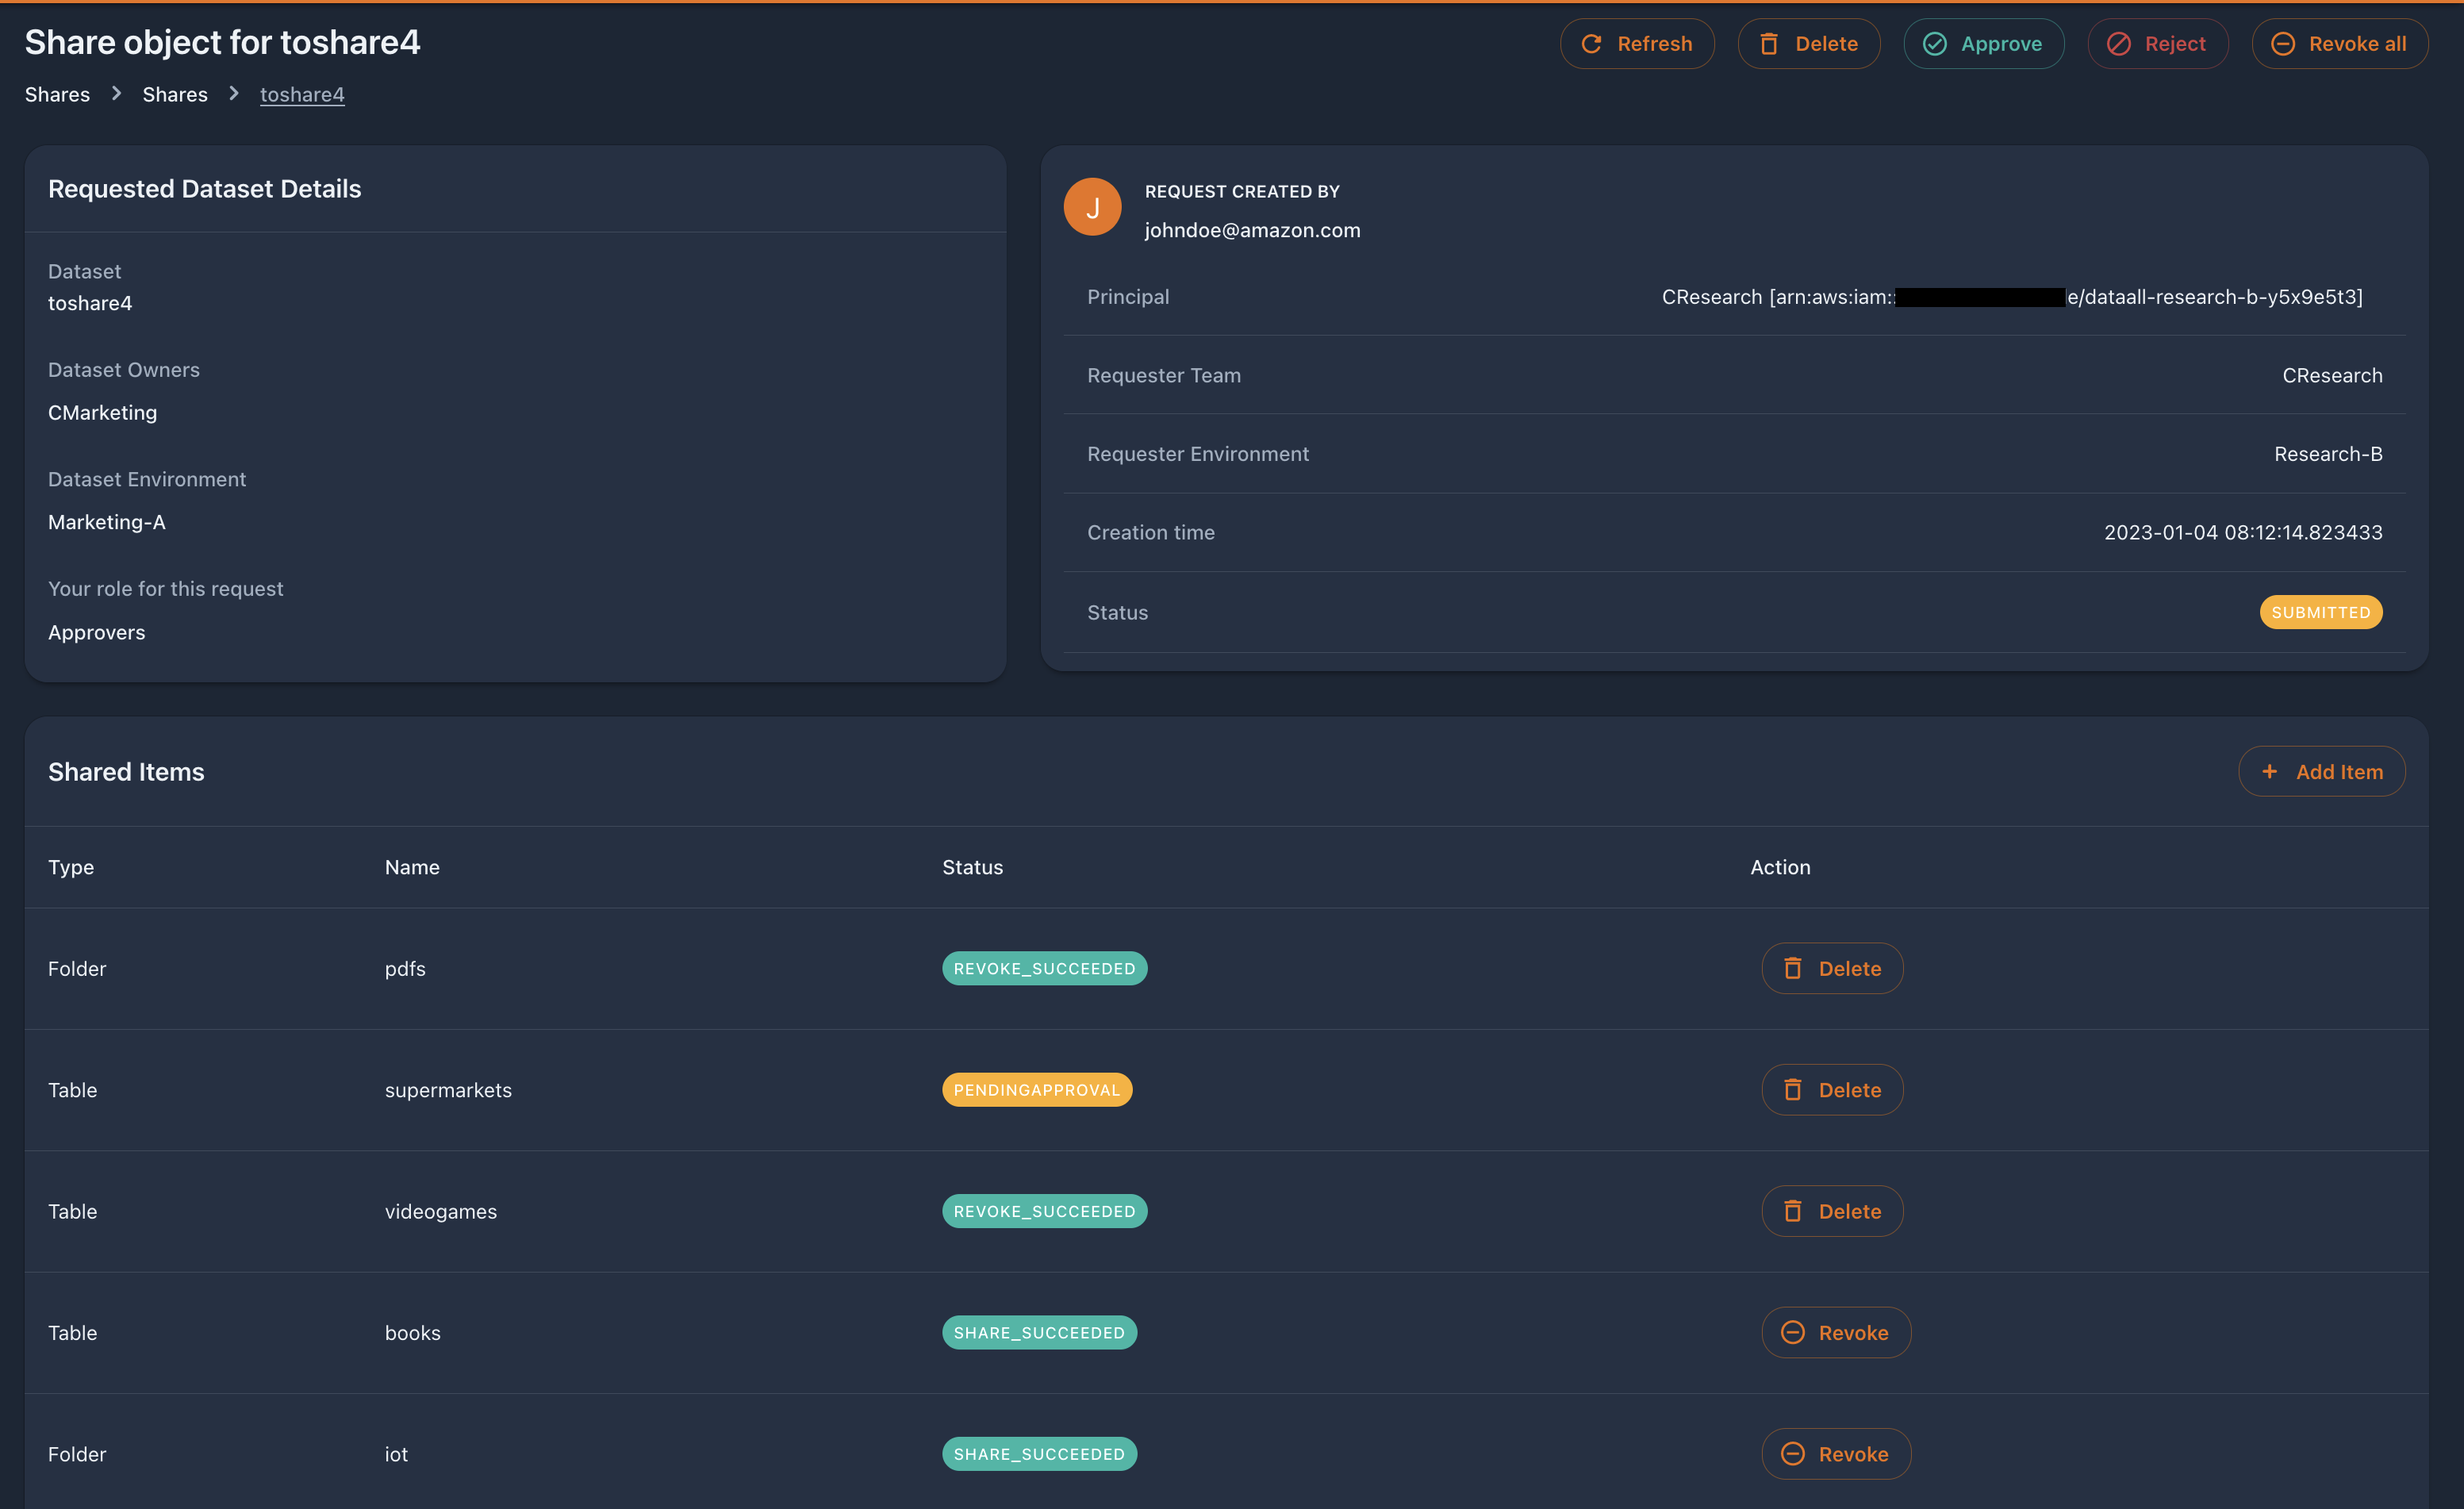 Share object for toshare4
Refresh
Delete
Approve
Reject
Revoke all
Shares > Shares > toshare4
Requested Dataset Details
Dataset
toshare4
Dataset Owners
CMarketing
Dataset Environment
Marketing-A
Your role for this request
Approvers
J
REQUEST CREATED BY
johndoe@amazon.com
Principal CResearch [arn:aws:iam:: e/dataall-research-b-y5x9e5t3]
Requester Team CResearch
Requester Environment Research-B
Creation time 2023-01-04 08:12:14.823433
Status SUBMITTED
Shared Items
+ Add Item
Type Name Status Action
Folder pdfs REVOKE_SUCCEEDED Delete
Table supermarkets PENDINGAPPROVAL Delete
Table videogames REVOKE_SUCCEEDED Delete
Table books SHARE_SUCCEEDED Revoke
Folder iot SHARE_SUCCEEDED Revoke